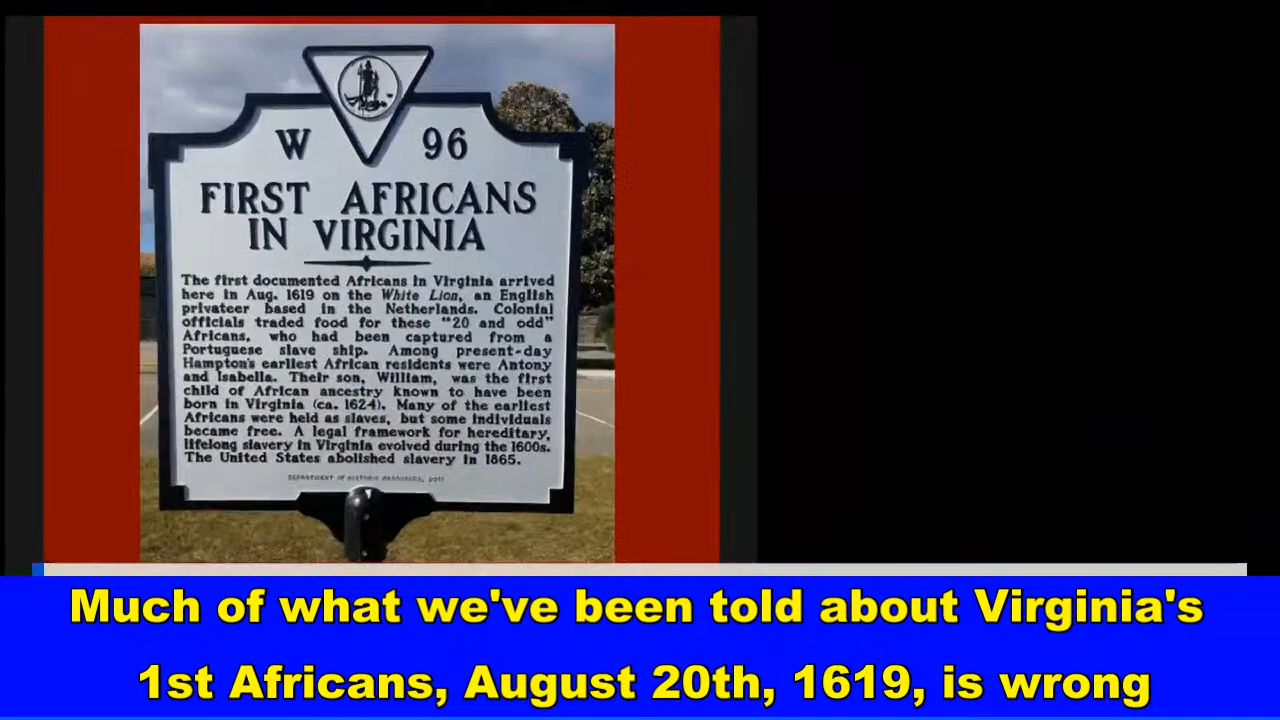 W 96
FIRST AFRICANS
IN VIRGINIA
The first documented Africans in Virginia arrived
here in Aug. 1619 on the White Lion, an English
privateer based in the Netherlands. Colonial
officials traded food for these "20 and odd"
Africans, who had been captured from a
Portuguese slave ship. Among present-day
Hampton's earliest African residents were Antony
and Isabella. Their son, William, was the first
child of African ancestry known to have been
born in Virginia (ca. 1624). Many of the earliest
Africans were held as slaves, but some individuals
became free. A legal framework for hereditary,
lifelong slavery in Virginia evolved during the 1600s.
The United States abolished slavery in 1865.
DEPARTMENT OF HISTORIC RESOURCES, 2011
Much of what we've been told about Virginia's
1st Africans, August 20th, 1619, is wrong